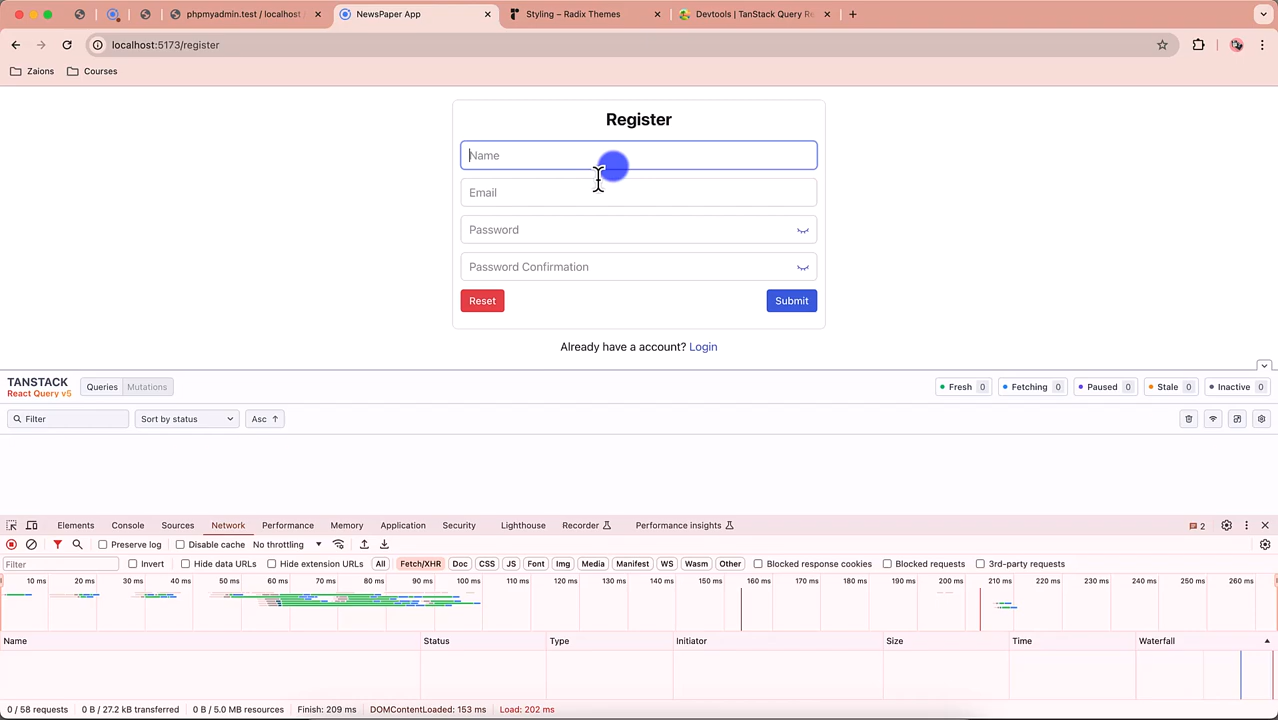 phpmyadmin.test / localhost
NewsPaper App
Styling – Radix Themes
Devtools | TanStack Query Re
localhost:5173/register
Zaions
Courses
Register
Name
Email
Password
Password Confirmation
Reset
Submit
Already have a account? Login
TANSTACK
React Query v5
Queries
Mutations
Fresh 0
Fetching 0
Paused 0
Stale 0
Inactive 0
Filter
Sort by status
Asc ↑
Elements
Console
Sources
Network
Performance
Memory
Application
Security
Lighthouse
Recorder
Performance insights
2
Preserve log
Disable cache
No throttling
Filter
Invert
Hide data URLs
Hide extension URLs
All
Fetch/XHR
Doc
CSS
JS
Font
Img
Media
Manifest
WS
Wasm
Other
Blocked response cookies
Blocked requests
3rd-party requests
10 ms
20 ms
30 ms
40 ms
50 ms
60 ms
70 ms
80 ms
90 ms
100 ms
110 ms
120 ms
130 ms
140 ms
150 ms
160 ms
170 ms
180 ms
190 ms
200 ms
210 ms
220 ms
230 ms
240 ms
250 ms
260 ms
Name
Status
Type
Initiator
Size
Time
Waterfall
0 / 58 requests
0 B / 27.2 kB transferred
0 B / 5.0 MB resources
Finish: 209 ms
DOMContentLoaded: 153 ms
Load: 202 ms